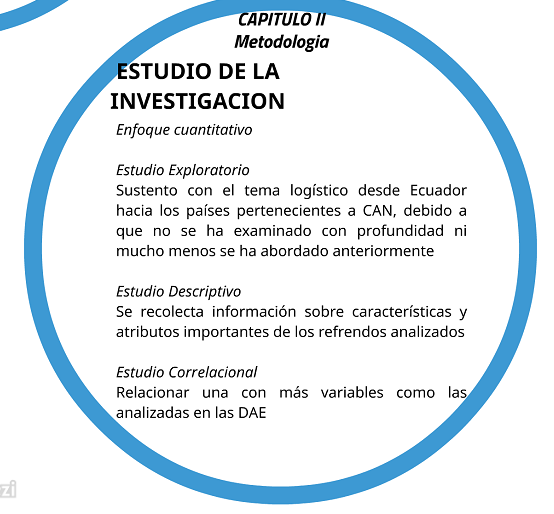 CAPITULO II
Metodologia
ESTUDIO DE LA
INVESTIGACION
Enfoque cuantitativo
Estudio Exploratorio
Sustento con el tema logístico desde Ecuador
hacia los países pertenecientes a CAN, debido a
que no se ha examinado con profundidad ni
mucho menos se ha abordado anteriormente
Estudio Descriptivo
Se recolecta información sobre características y
atributos importantes de los refrendos analizados
Estudio Correlacional
Relacionar una con más variables como las
analizadas en las DAE
zi